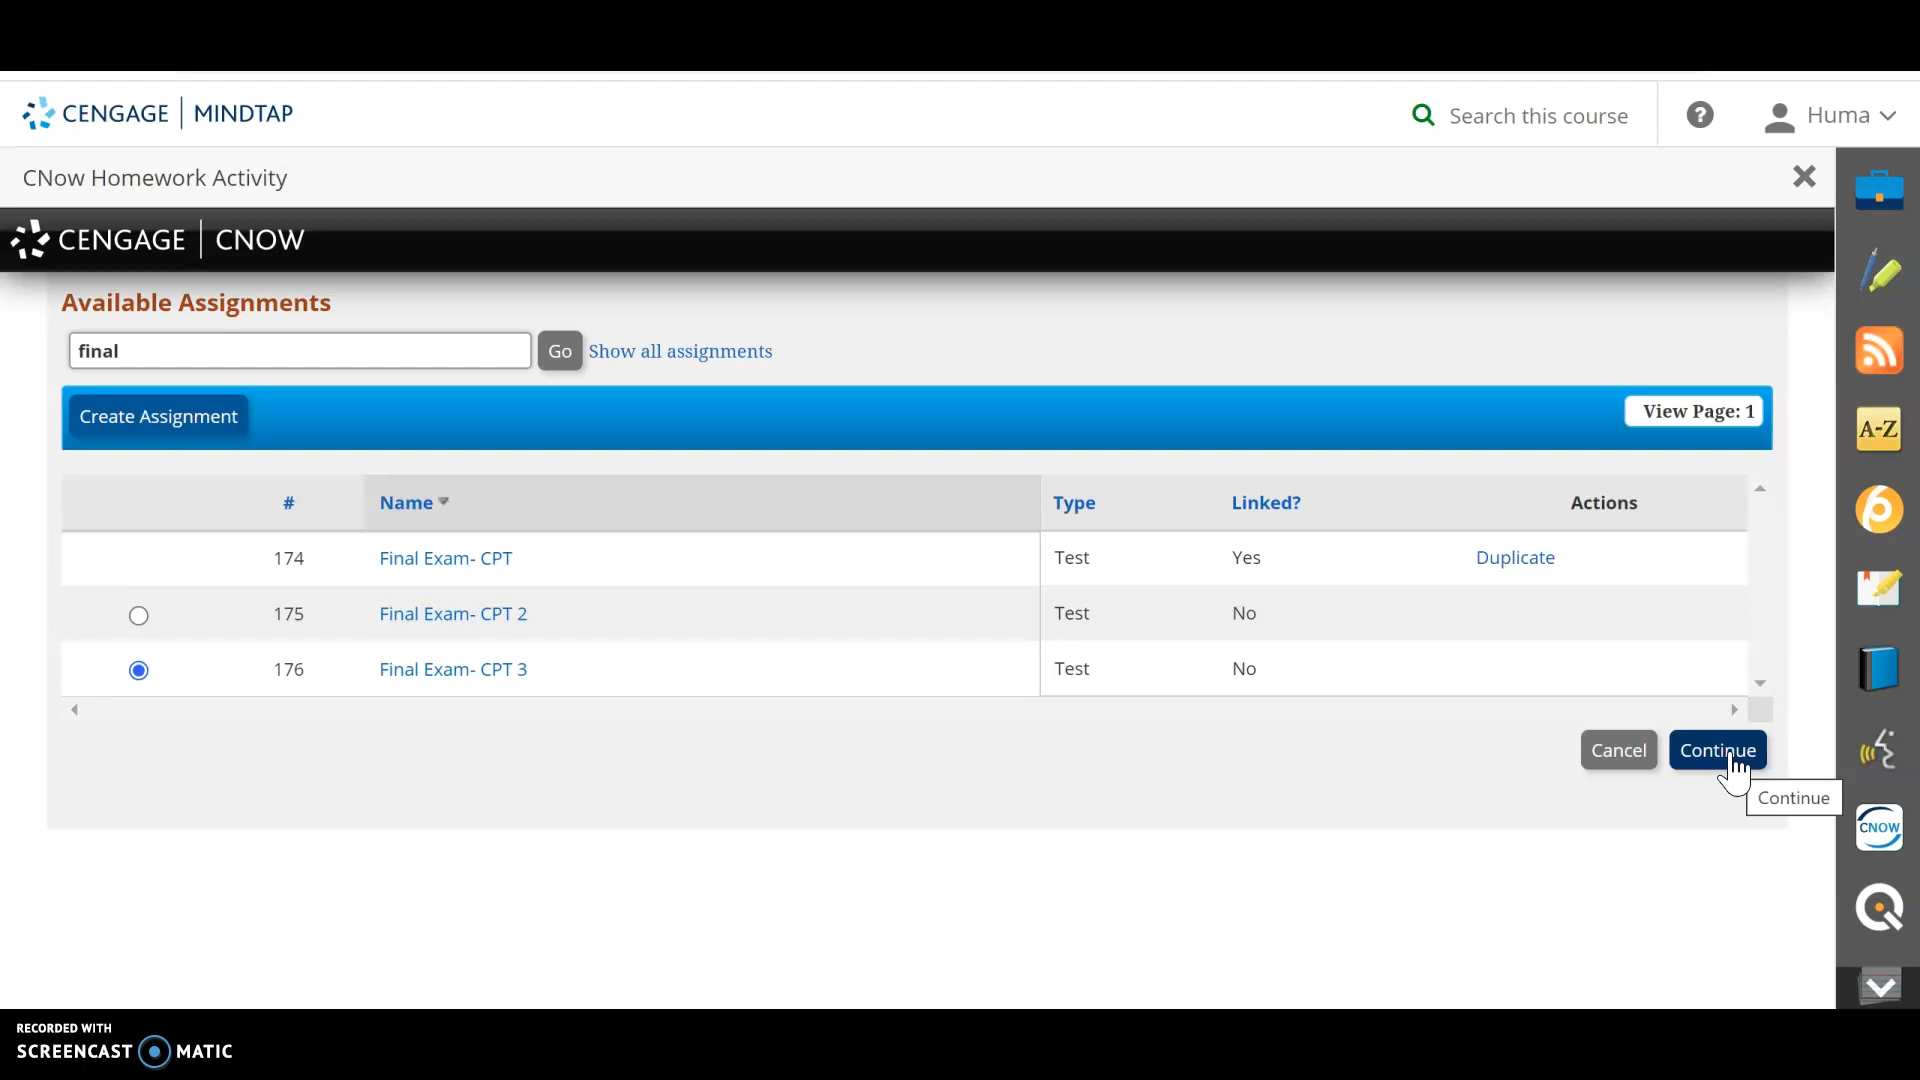 CENGAGE | MINDTAP
Search this course
?
Huma
CNow Homework Activity
CENGAGE | CNOW
Available Assignments
final
Go
Show all assignments
Create Assignment
View Page: 1
# Name Type Linked? Actions
174 Final Exam- CPT Test Yes Duplicate
175 Final Exam- CPT 2 Test No
176 Final Exam- CPT 3 Test No
Cancel
Continue
Continue
A-Z
CNOW
RECORDED WITH
SCREENCAST MATIC